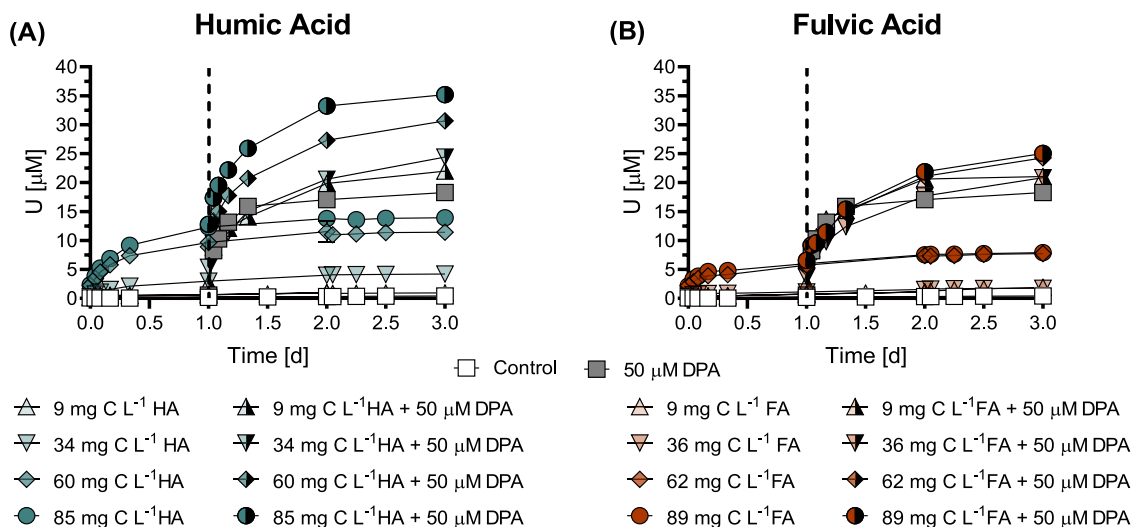 (A) Humic Acid
U [µM]
40
35
30
25
20
15
10
5
0
0.0 0.5 1.0 1.5 2.0 2.5 3.0
Time [d]
(B) Fulvic Acid
U [µM]
40
35
30
25
20
15
10
5
0
0.0 0.5 1.0 1.5 2.0 2.5 3.0
Time [d]
Control
50 µM DPA
9 mg C L⁻¹ HA
34 mg C L⁻¹ HA
60 mg C L⁻¹HA
85 mg C L⁻¹HA
9 mg C L⁻¹HA + 50 µM DPA
34 mg C L⁻¹HA + 50 µM DPA
60 mg C L⁻¹HA + 50 µM DPA
85 mg C L⁻¹HA + 50 µM DPA
9 mg C L⁻¹ FA
36 mg C L⁻¹ FA
62 mg C L⁻¹FA
89 mg C L⁻¹FA
9 mg C L⁻¹FA + 50 µM DPA
36 mg C L⁻¹FA + 50 µM DPA
62 mg C L⁻¹FA + 50 µM DPA
89 mg C L⁻¹FA + 50 µM DPA